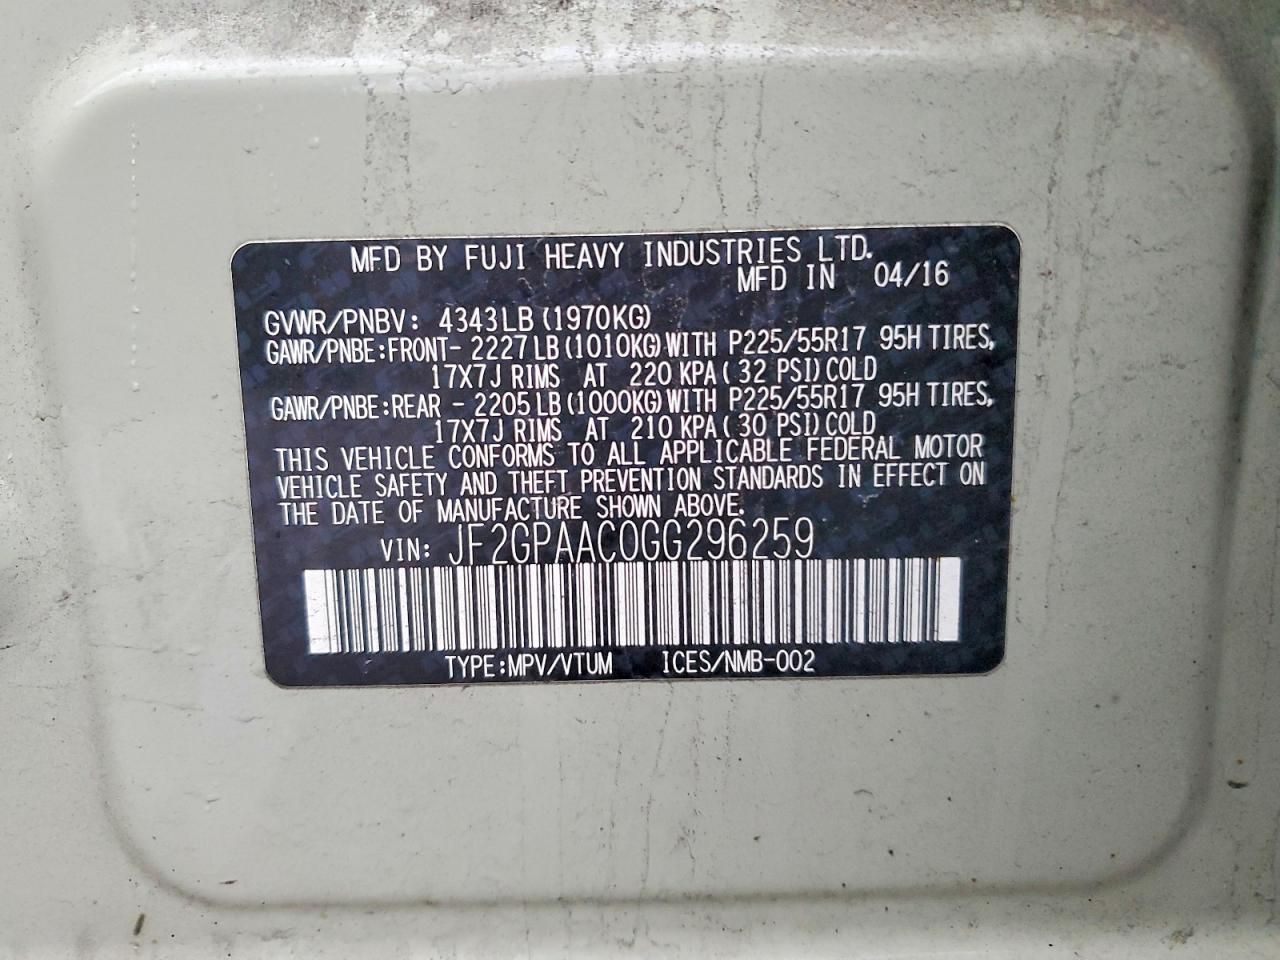 MFD BY FUJI HEAVY INDUSTRIES LTD.
MFD IN 04/16
GVWR/PNBV: 4343LB(1970KG)
GAWR/PNBE:FRONT- 2227LB(1010KG)WITH P225/55R17 95H TIRES,
17X7J RIMS AT 220 KPA(32 PSI)COLD
GAWR/PNBE:REAR - 2205LB(1000KG)WITH P225/55R17 95H TIRES,
17X7J RIMS AT 210 KPA(30 PSI)COLD
THIS VEHICLE CONFORMS TO ALL APPLICABLE FEDERAL MOTOR
VEHICLE SAFETY AND THEFT PREVENTION STANDARDS IN EFFECT ON
THE DATE OF MANUFACTURE SHOWN ABOVE.
VIN: JF2GPAAC0GG296259
TYPE:MPV/VTUM ICES/NMB-002